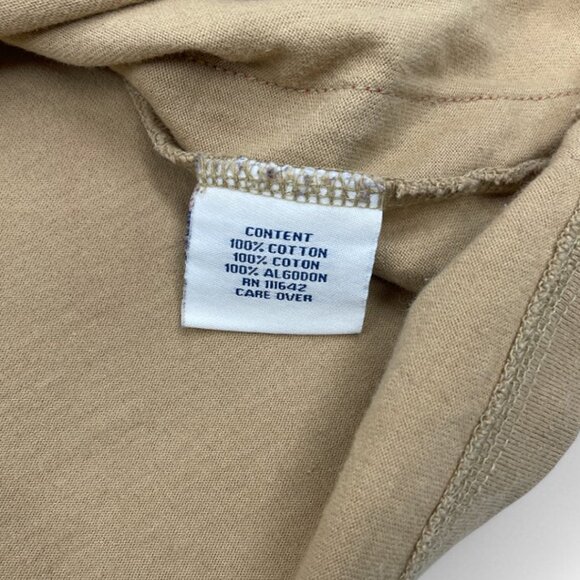 CONTENT
100% COTTON
100% COTON
100% ALGODON
RN 111642
CARE OVER